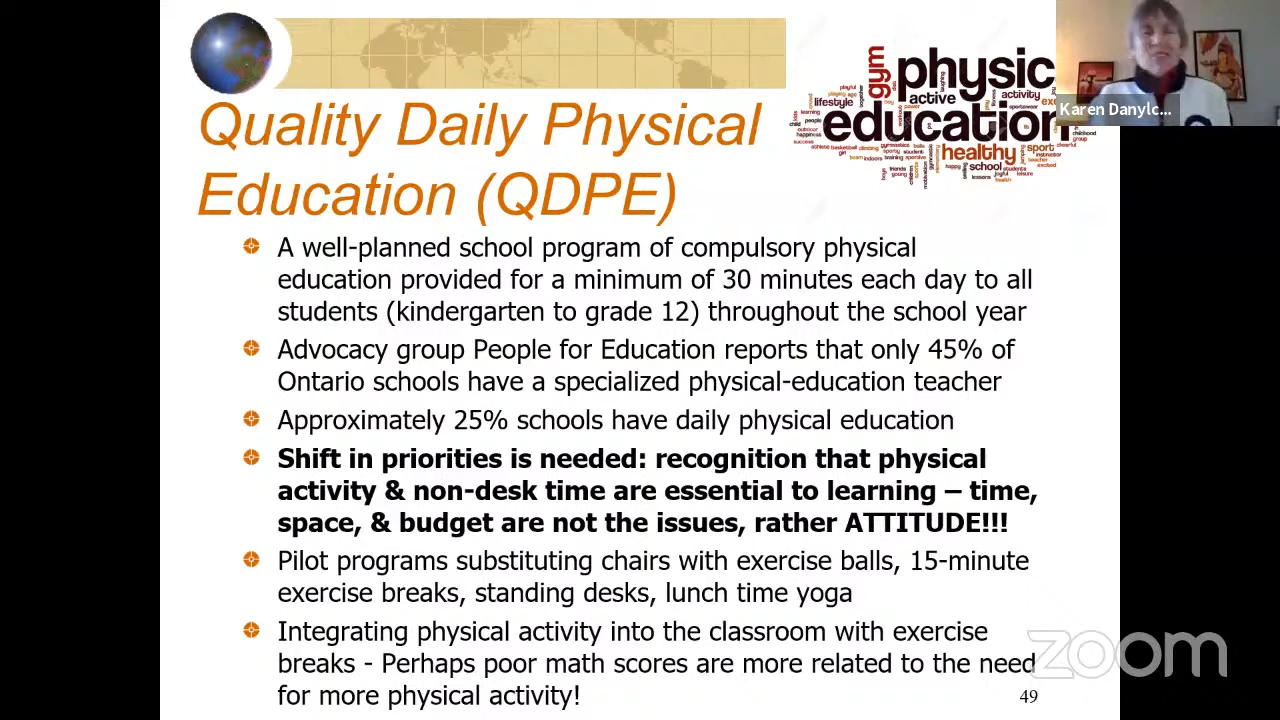 Quality Daily Physical
Education (QDPE)
A well-planned school program of compulsory physical
education provided for a minimum of 30 minutes each day to all
students (kindergarten to grade 12) throughout the school year
Advocacy group People for Education reports that only 45% of
Ontario schools have a specialized physical-education teacher
Approximately 25% schools have daily physical education
Shift in priorities is needed: recognition that physical
activity & non-desk time are essential to learning – time,
space, & budget are not the issues, rather ATTITUDE!!!
Pilot programs substituting chairs with exercise balls, 15-minute
exercise breaks, standing desks, lunch time yoga
Integrating physical activity into the classroom with exercise
breaks - Perhaps poor math scores are more related to the need
for more physical activity!
49
gym
physic
lifestyle
active
activity
education
healthy
sport
school
Karen Danylc...
zoom